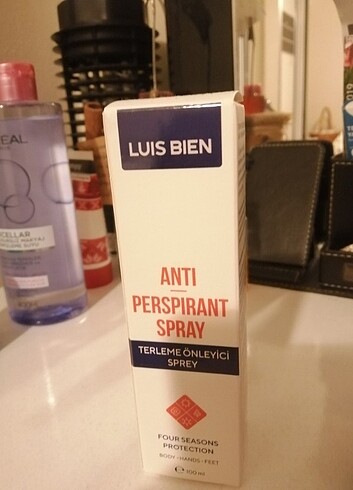 LUIS BIEN
ANTI
PERSPIRANT
SPRAY
TERLEME ÖNLEYİCİ
SPREY
FOUR SEASONS
PROTECTION
BODY - HANDS - FEET
℮ 100 ml